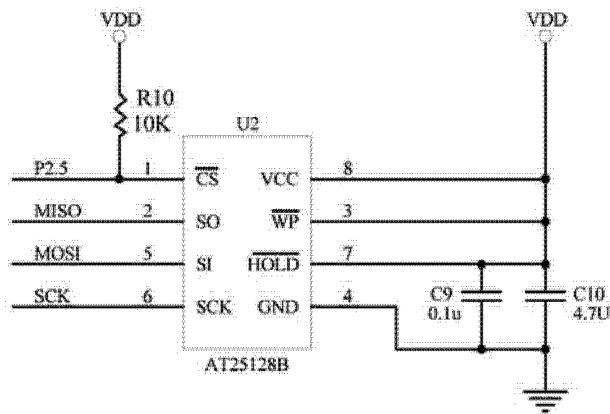 VDD
VDD
R10
10K
U2
P2.5 1 CS VCC 8
MISO 2 SO WP 3
MOSI 5 SI HOLD 7
SCK 6 SCK GND 4
C9
0.1u
C10
4.7U
AT25128B